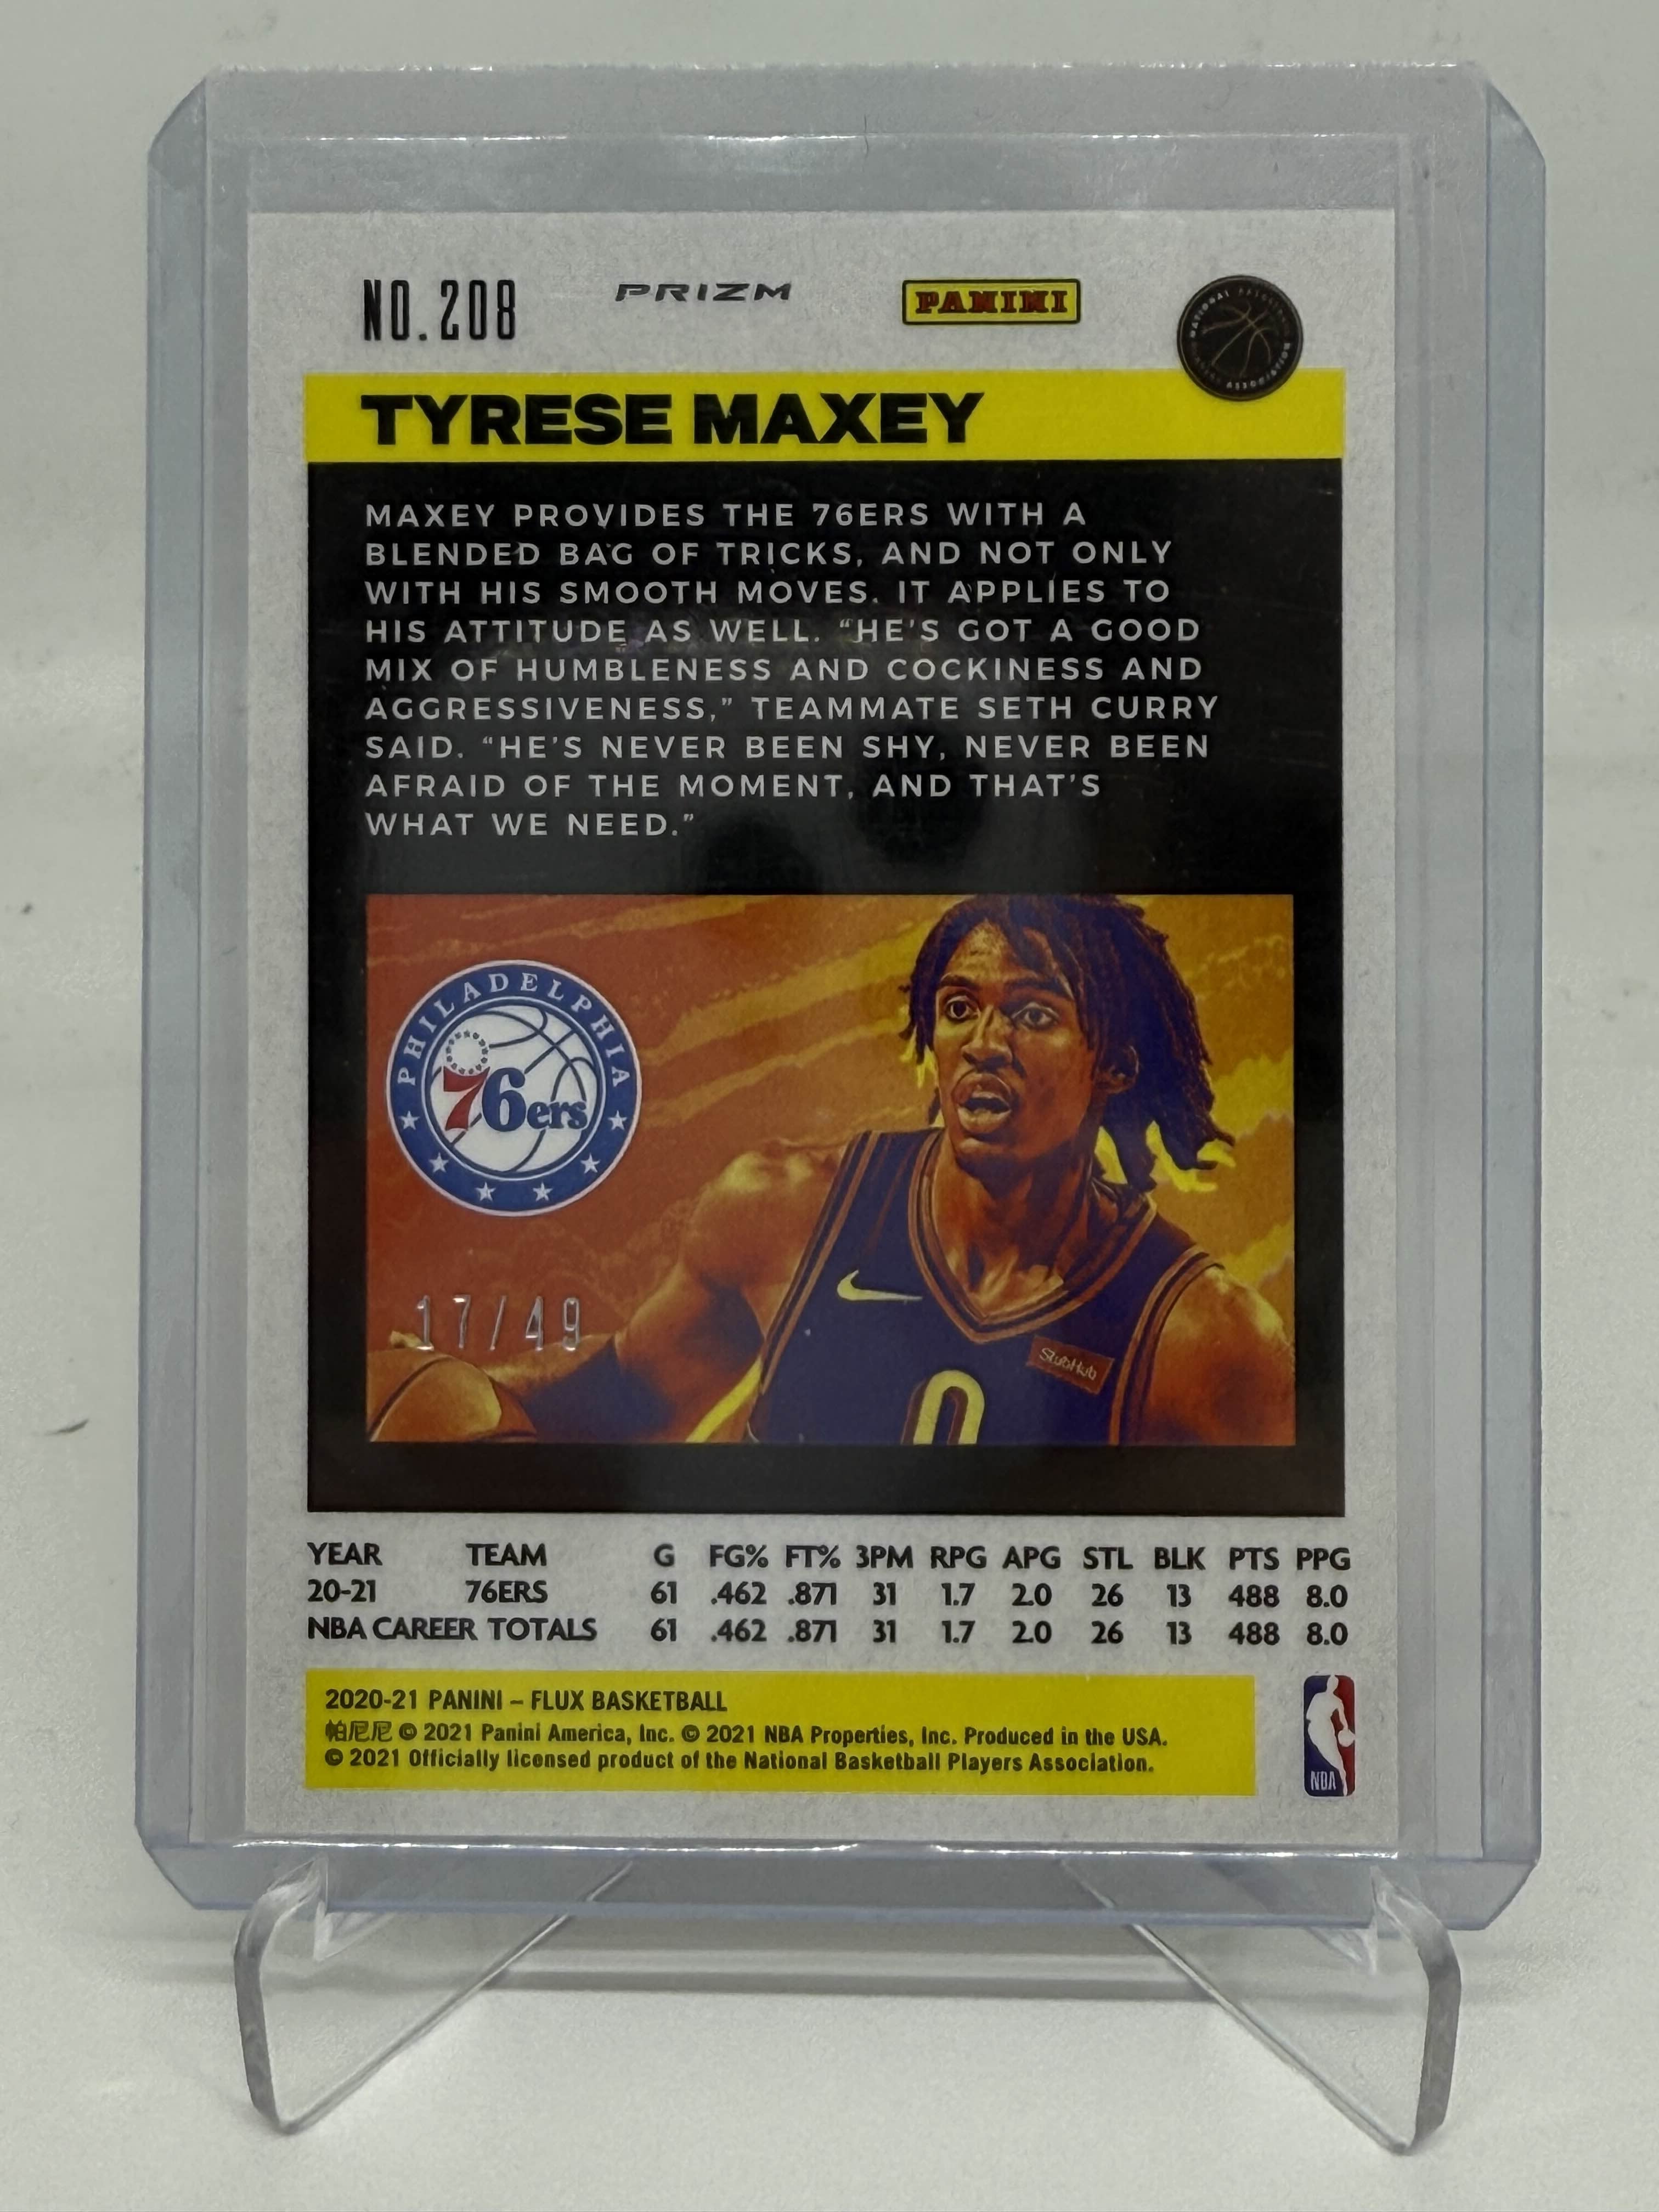 NO.208 PRIZM PANINI
NATIONAL BASKETBALL ASSOCIATION
TYRESE MAXEY
MAXEY PROVIDES THE 76ERS WITH A
BLENDED BAG OF TRICKS, AND NOT ONLY
WITH HIS SMOOTH MOVES. IT APPLIES TO
HIS ATTITUDE AS WELL. “HE’S GOT A GOOD
MIX OF HUMBLENESS AND COCKINESS AND
AGGRESSIVENESS,” TEAMMATE SETH CURRY
SAID. “HE’S NEVER BEEN SHY, NEVER BEEN
AFRAID OF THE MOMENT, AND THAT’S
WHAT WE NEED.”
PHILADELPHIA
76ers
17/49
StubHub
0
YEAR TEAM G FG% FT% 3PM RPG APG STL BLK PTS PPG
20-21 76ERS 61 .462 .871 31 1.7 2.0 26 13 488 8.0
NBA CAREER TOTALS 61 .462 .871 31 1.7 2.0 26 13 488 8.0
2020-21 PANINI – FLUX BASKETBALL
帕尼尼 © 2021 Panini America, Inc. © 2021 NBA Properties, Inc. Produced in the USA.
© 2021 Officially licensed product of the National Basketball Players Association.
NBA